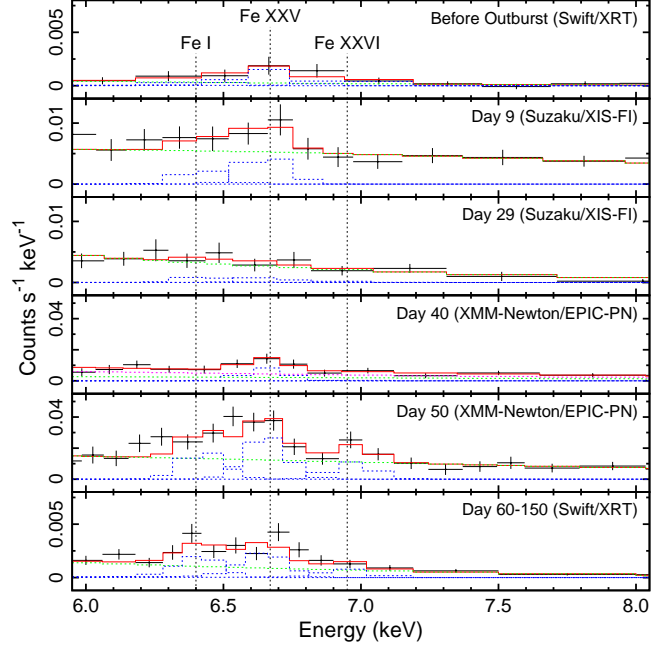 Fe XXV
Fe I
Fe XXVI
Before Outburst (Swift/XRT)
0.005
0
Day 9 (Suzaku/XIS-FI)
0.01
0
Day 29 (Suzaku/XIS-FI)
0.01
0
Day 40 (XMM-Newton/EPIC-PN)
0.04
0
Day 50 (XMM-Newton/EPIC-PN)
0.04
0
Day 60-150 (Swift/XRT)
0.005
0
Counts s⁻¹ keV⁻¹
6.0 6.5 7.0 7.5 8.0
Energy (keV)